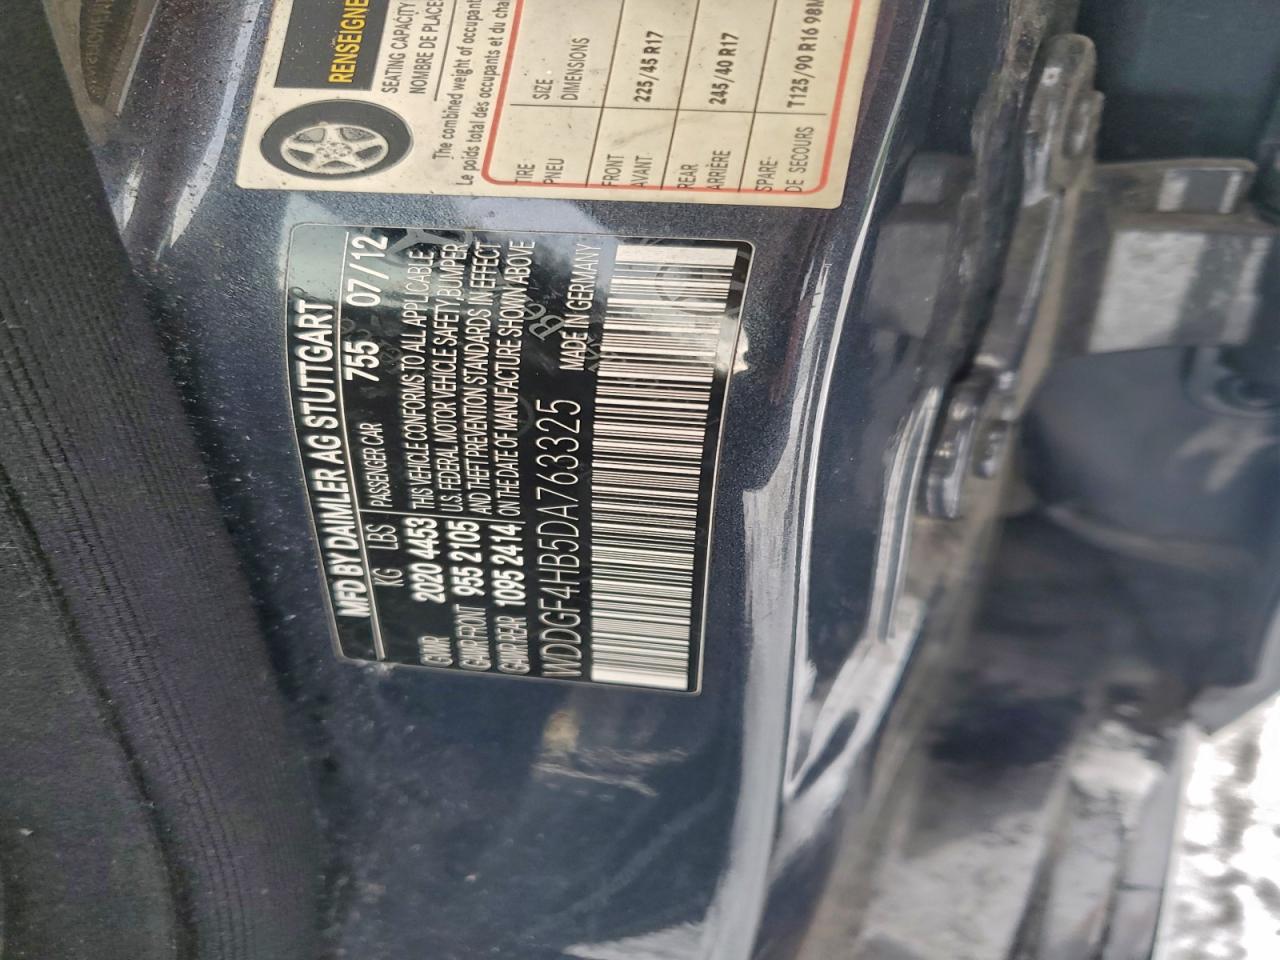 RENSEIGNE
SEATING CAPACITY
NOMBRE DE PLACE
The combined weight of occupant
Le poids total des occupants et du cha
TIRE
PNEU
SIZE
DIMENSIONS
FRONT
AVANT
225/45 R17
REAR
ARRIÈRE
245/40 R17
SPARE
DE SECOURS
T125/90 R16 98M
MFD BY DAIMLER AG STUTTGART
KG LBS PASSENGER CAR 755 07/12
GVWR 2020 4453 THIS VEHICLE CONFORMS TO ALL APPLICABLE
GAWR FRONT 955 2105 U.S. FEDERAL MOTOR VEHICLE SAFETY, BUMPER
GAWR REAR 1095 2414 AND THEFT PREVENTION STANDARDS IN EFFECT
ON THE DATE OF MANUFACTURE SHOWN ABOVE
WDDGF4HB5DA763325 MADE IN GERMANY